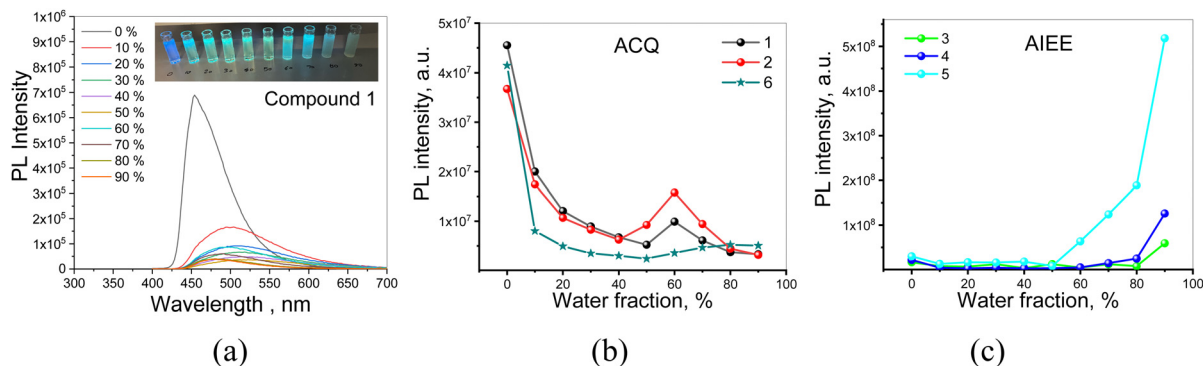 PL Intensity
1x10⁶
9x10⁵
8x10⁵
7x10⁵
6x10⁵
5x10⁵
4x10⁵
3x10⁵
2x10⁵
1x10⁵
0
0 %
10 %
20 %
30 %
40 %
50 %
60 %
70 %
80 %
90 %
Compound 1
300 350 400 450 500 550 600 650 700
Wavelength , nm
(a)
PL intensity, a.u.
5x10⁷
4x10⁷
3x10⁷
2x10⁷
1x10⁷
ACQ
1
2
6
0 20 40 60 80 100
Water fraction, %
(b)
PL intensity, a.u.
5x10⁸
4x10⁸
3x10⁸
2x10⁸
1x10⁸
AIEE
3
4
5
0 20 40 60 80 100
Water fraction, %
(c)